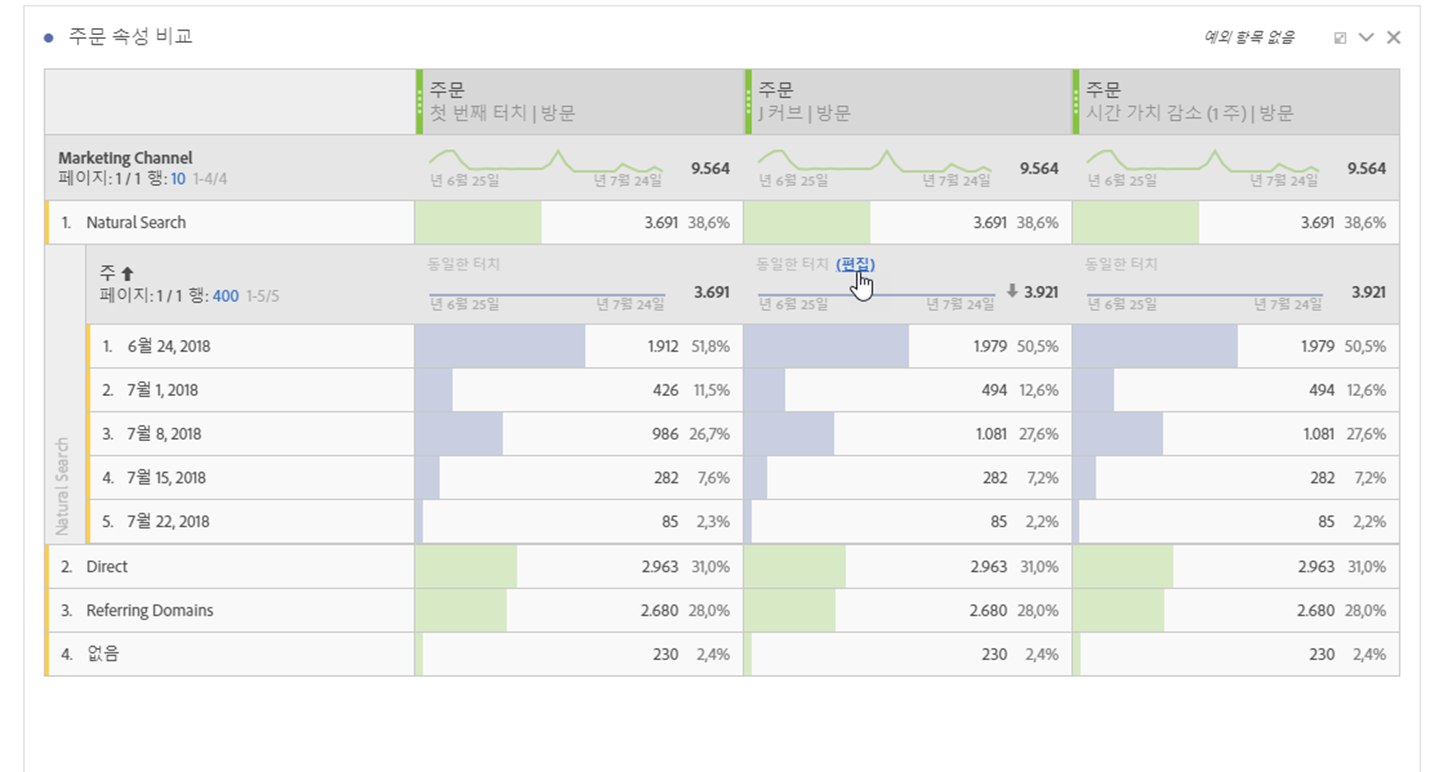 주문 속성 비교 예외 항목 없음
주문 주문 주문
첫 번째 터치 | 방문 J 커브 | 방문 시간 가치 감소 (1 주) | 방문
Marketing Channel
페이지: 1 / 1 행: 10 1-4/4 년 6월 25일 년 7월 24일 9.564 년 6월 25일 년 7월 24일 9.564 년 6월 25일 년 7월 24일 9.564
1. Natural Search 3.691 38,6% 3.691 38,6% 3.691 38,6%
동일한 터치 동일한 터치 (편집) 동일한 터치
주
페이지: 1 / 1 행: 400 1-5/5 년 6월 25일 년 7월 24일 3.691 년 6월 25일 년 7월 24일 3.921 년 6월 25일 년 7월 24일 3.921
Natural Search
1. 6월 24, 2018 1.912 51,8% 1.979 50,5% 1.979 50,5%
2. 7월 1, 2018 426 11,5% 494 12,6% 494 12,6%
3. 7월 8, 2018 986 26,7% 1.081 27,6% 1.081 27,6%
4. 7월 15, 2018 282 7,6% 282 7,2% 282 7,2%
5. 7월 22, 2018 85 2,3% 85 2,2% 85 2,2%
2. Direct 2.963 31,0% 2.963 31,0% 2.963 31,0%
3. Referring Domains 2.680 28,0% 2.680 28,0% 2.680 28,0%
4. 없음 230 2,4% 230 2,4% 230 2,4%